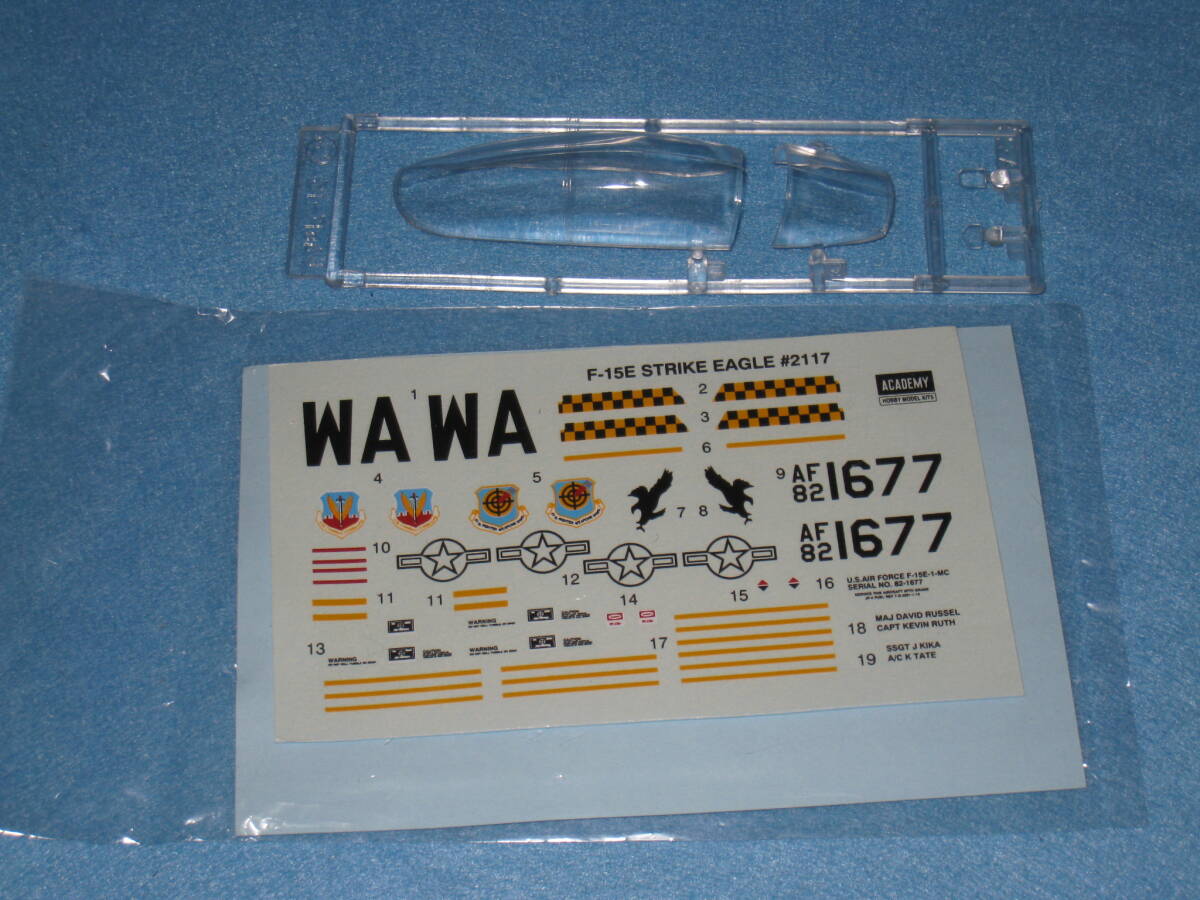 F-15E STRIKE EAGLE #2117
ACADEMY
HOBBY MODEL KITS
1
WA WA
2
3
6
4
5
7
8
9
AF
82
1677
AF
82
1677
10
12
11
11
14
15
16
U.S. AIR FORCE F-15E-1-MC
SERIAL NO. 82-1677
WARNING
WARNING
13
WARNING
WARNING
17
18
MAJ DAVID RUSSEL
CAPT KEVIN RUTH
19
SSGT J KIKA
A/C K TATE